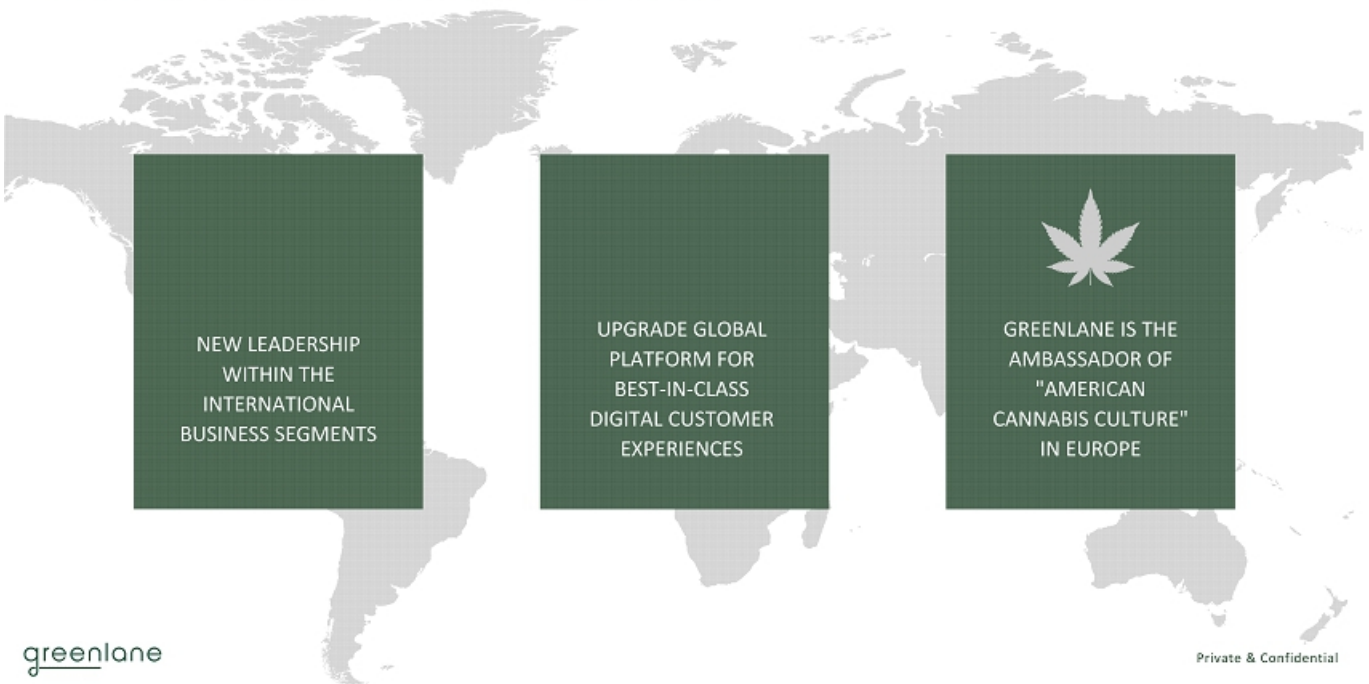 NEW LEADERSHIP
WITHIN THE
INTERNATIONAL
BUSINESS SEGMENTS
UPGRADE GLOBAL
PLATFORM FOR
BEST-IN-CLASS
DIGITAL CUSTOMER
EXPERIENCES
GREENLANE IS THE
AMBASSADOR OF
"AMERICAN
CANNABIS CULTURE"
IN EUROPE
greenlane
Private & Confidential